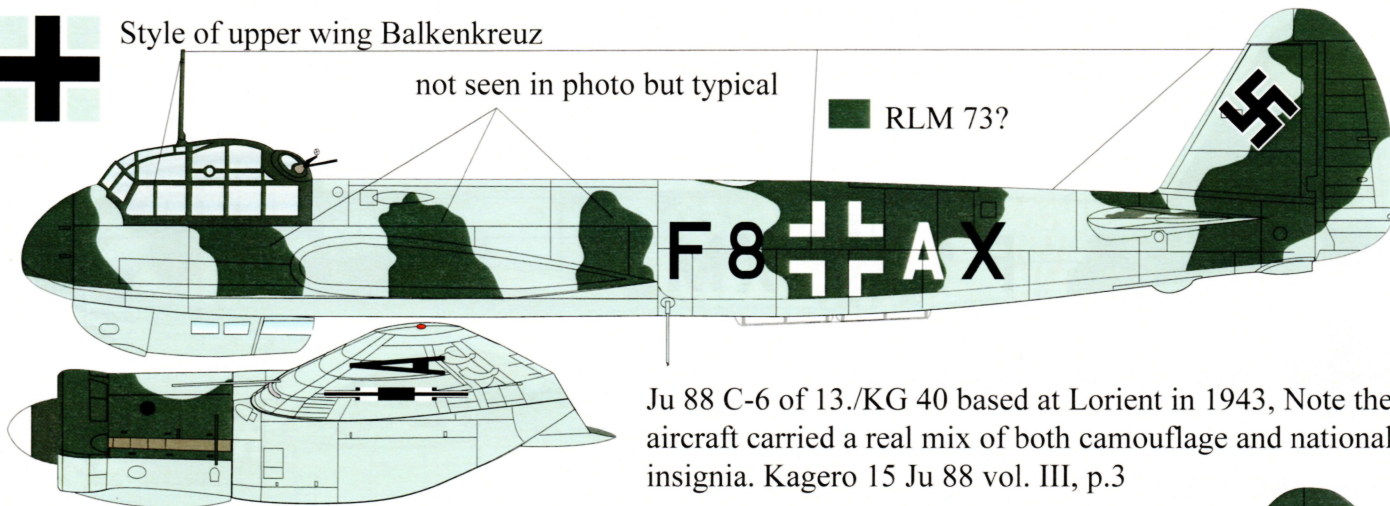 Style of upper wing Balkenkreuz
not seen in photo but typical
RLM 73?
F8 AX
Ju 88 C-6 of 13./KG 40 based at Lorient in 1943, Note the
aircraft carried a real mix of both camouflage and national
insignia. Kagero 15 Ju 88 vol. III, p.3